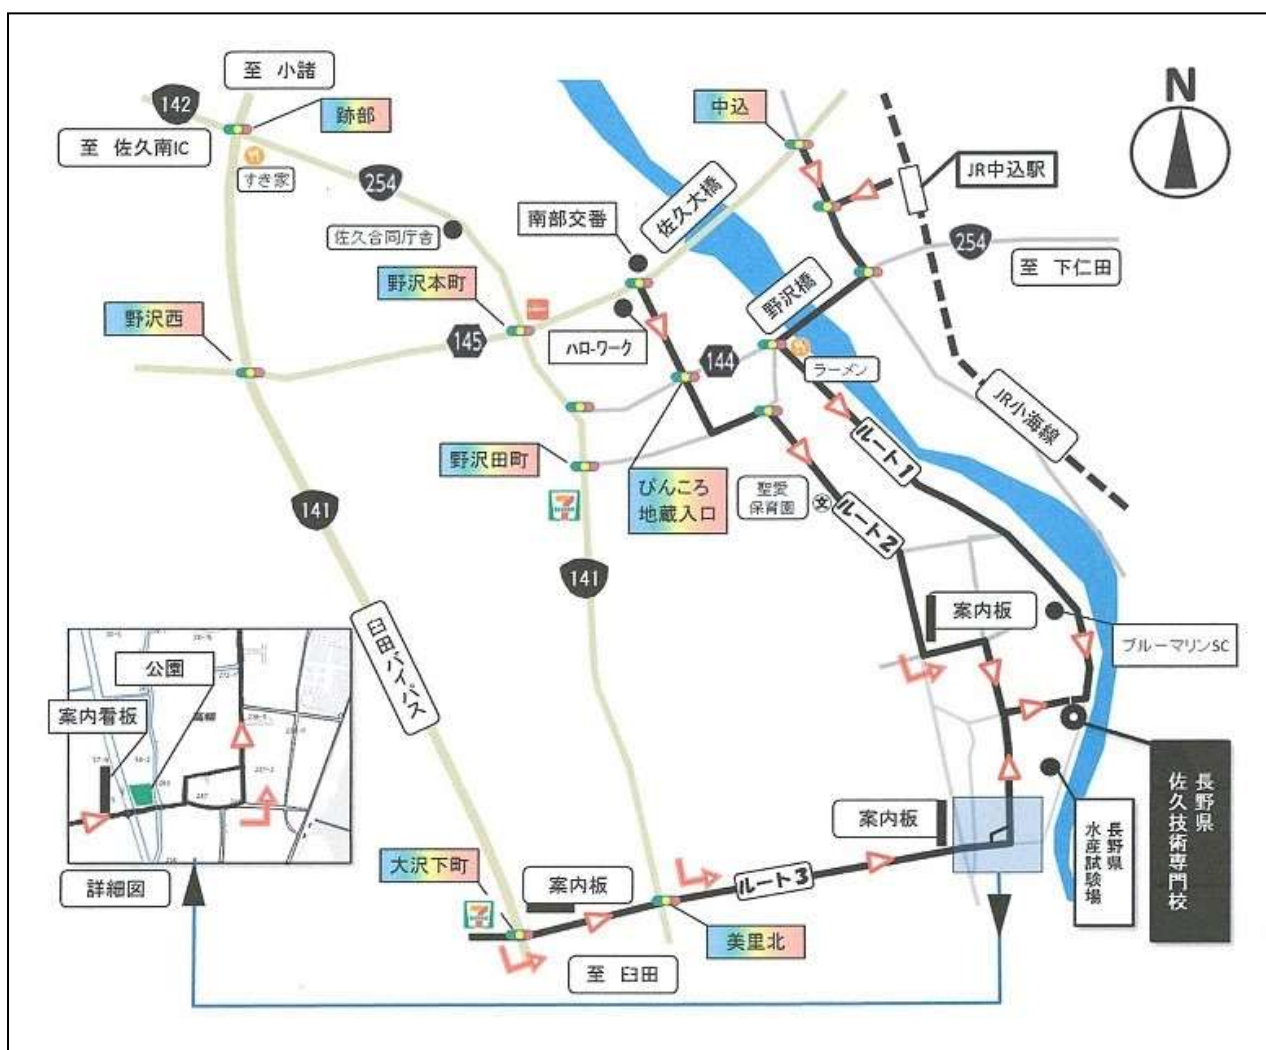 N
至 小諸
142
跡部
中込
至 佐久南IC
すき家
254
JR中込駅
佐久大橋
南部交番
佐久合同庁舎
254
至 下仁田
野沢本町
野沢橋
野沢西
145
ハローワーク
144
ラーメン
JR小海線
ルート1
野沢田町
ぴんころ
地蔵入口
聖愛
保育園
141
ルート2
141
案内板
臼田バイパス
ブルーマリンSC
公園
案内看板
高柳
長野県
佐久技術専門校
案内板
長野県
水産試験場
大沢下町
案内板
ルート3
詳細図
美里北
至 臼田